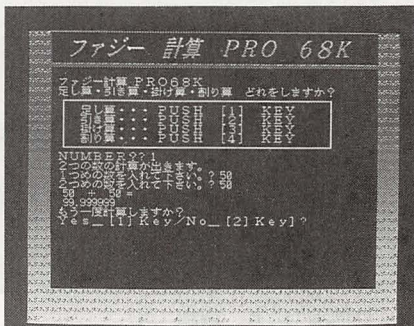 ファジー 計算 PRO 68K
ファジー計算 PRO68K
足し算・引き算・掛け算・割り算 どれをしますか?
足し算・・・ PUSH [1] KEY
引き算・・・ PUSH [2] KEY
掛け算・・・ PUSH [3] KEY
割り算・・・ PUSH [4] KEY
NUMBER?? 1
2つの数の計算が出きます。
1つめの数を入れて下さい。? 50
2つめの数を入れて下さい。? 50
50 + 50 =
99.999999
もう一度計算しますか?
Yes_[1]Key/No_[2]Key]?